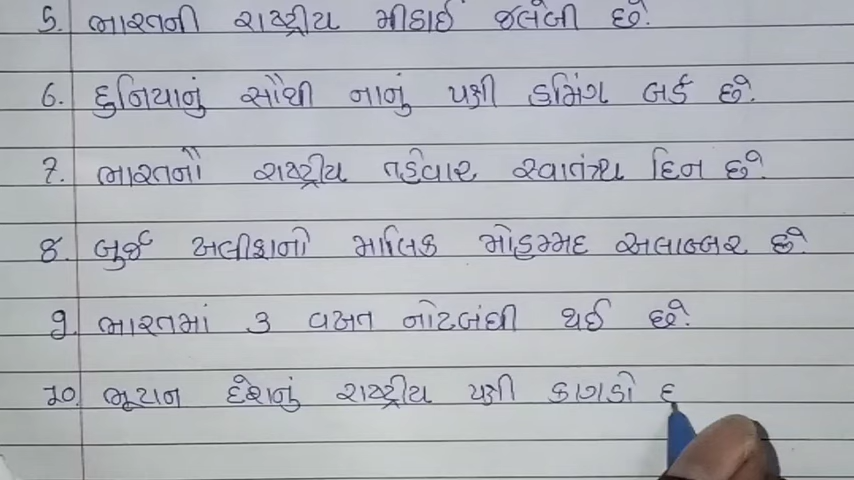 5. ભારતની રાષ્ટ્રીય મીઠાઈ જલેબી છે.
6. દુનિયાનું સૌથી નાનું પક્ષી હમિંગ બર્ડ છે.
7. ભારતનો રાષ્ટ્રીય તહેવાર સ્વાતંત્ર્ય દિન છે.
8. બુર્જ ખલીફાનો માલિક મોહમ્મદ અલાબ્બર છે.
9. ભારતમાં 3 વખત નોટબંધી થઈ છે.
10. ભૂટાન દેશનું રાષ્ટ્રીય પક્ષી કાગડો